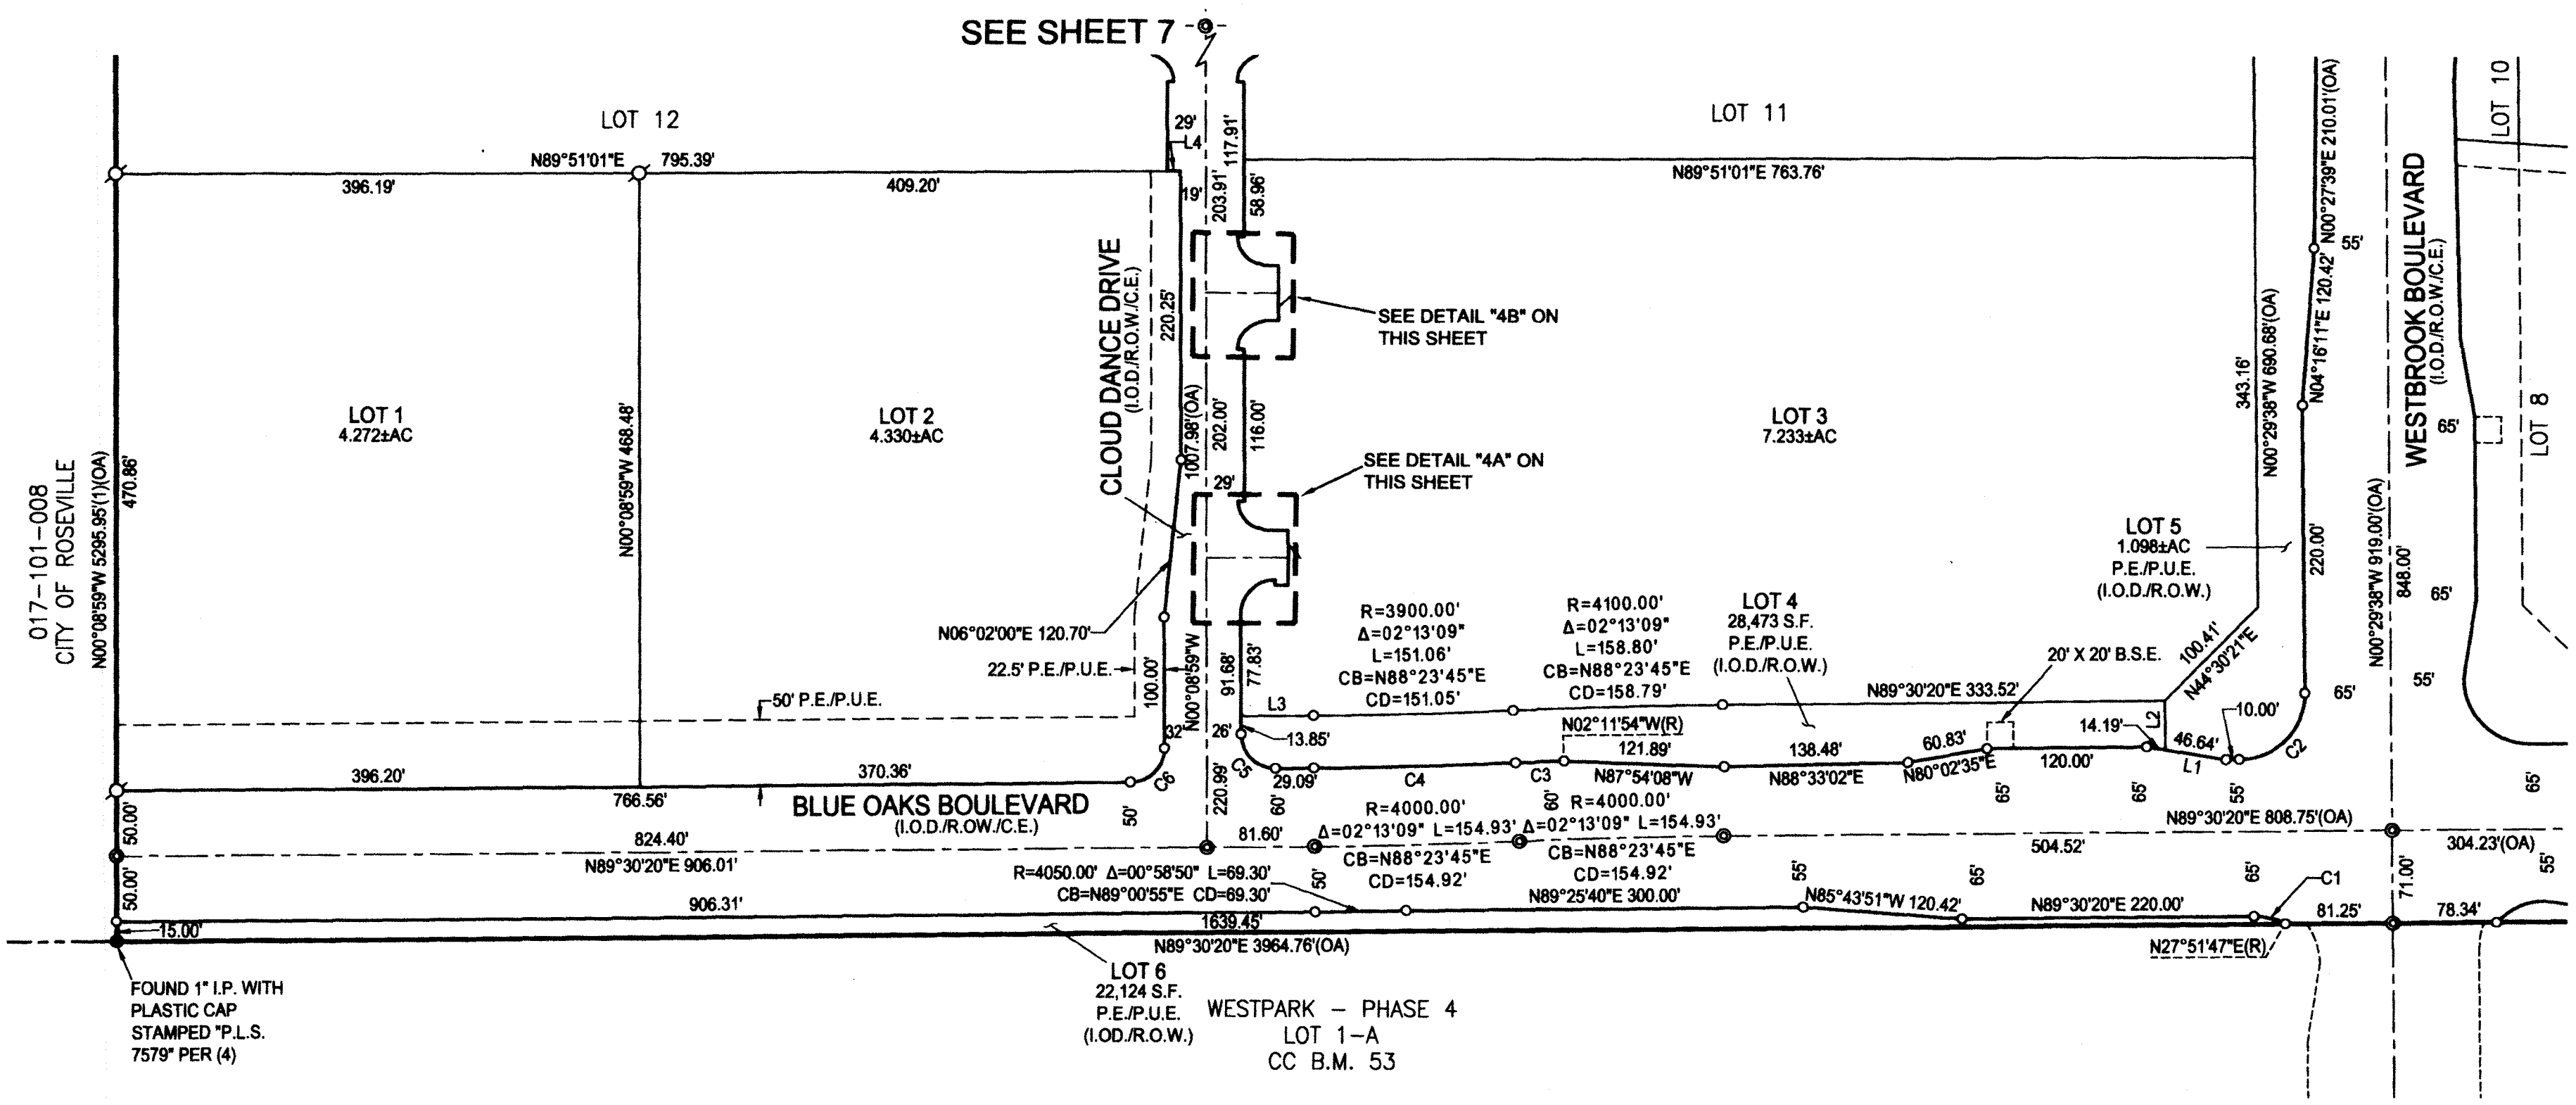 SEE SHEET 7
LOT 12
N89°51'01"E 795.39'
396.19'
409.20'
29'
L4
19'
117.91'
203.91'
58.96'
LOT 11
N89°51'01"E 763.76'
N00°27'39"E 210.01'(OA)
55'
N04°16'11"E 120.42'
WESTBROOK BOULEVARD
(I.O.D./R.O.W./C.E.)
LOT 10
LOT 8
65'
65'
55'
CLOUD DANCE DRIVE
(I.O.D./R.O.W./C.E.)
220.25'
1007.98'(OA)
202.00'
116.00'
29'
SEE DETAIL "4B" ON
THIS SHEET
SEE DETAIL "4A" ON
THIS SHEET
LOT 1
4.272±AC
LOT 2
4.330±AC
LOT 3
7.233±AC
017-101-008
CITY OF ROSEVILLE
N00°08'59"W 5295.95'(1)(OA)
470.86'
N00°08'59"W 468.48'
343.16'
N00°29'38"W 690.68'(OA)
LOT 5
1.098±AC
P.E./P.U.E.
(I.O.D./R.O.W.)
220.00'
N00°29'38"W 919.00'(OA)
848.00'
N06°02'00"E 120.70'
22.5' P.E./P.U.E.
100.00'
N00°08'59"W
91.68'
77.83'
50' P.E./P.U.E.
32'
26'
L3
13.85'
R=3900.00'
Δ=02°13'09"
L=151.06'
CB=N88°23'45"E
CD=151.05'
R=4100.00'
Δ=02°13'09"
L=158.80'
CB=N88°23'45"E
CD=158.79'
LOT 4
28,473 S.F.
P.E./P.U.E.
(I.O.D./R.O.W.)
N89°30'20"E 333.52'
20' X 20' B.S.E.
100.41'
N44°30'21"E
65'
14.19'
L2
10.00'
46.64'
L1
C2
N02°11'54"W(R)
121.89'
N87°54'08"W
138.48'
N88°33'02"E
60.83'
N80°02'35"E
120.00'
396.20'
370.36'
C6
C5
29.09'
C4
C3
766.56'
BLUE OAKS BOULEVARD
(I.O.D./R.OW./C.E.)
50'
220.99'
60'
60'
65'
65'
55'
65'
50.00'
824.40'
N89°30'20"E 906.01'
81.60'
R=4000.00'
Δ=02°13'09" L=154.93'
CB=N88°23'45"E
CD=154.92'
R=4000.00'
Δ=02°13'09" L=154.93'
CB=N88°23'45"E
CD=154.92'
N89°30'20"E 808.75'(OA)
504.52'
304.23'(OA)
50.00'
R=4050.00' Δ=00°58'50" L=69.30'
CB=N89°00'55"E CD=69.30'
50'
N89°25'40"E 300.00'
55'
N85°43'51"W 120.42'
65'
N89°30'20"E 220.00'
65'
C1
71.00'
55'
906.31'
81.25'
78.34'
15.00'
1639.45'
N89°30'20"E 3964.76'(OA)
N27°51'47"E(R)
FOUND 1" I.P. WITH
PLASTIC CAP
STAMPED "P.L.S.
7579" PER (4)
LOT 6
22,124 S.F.
P.E./P.U.E.
(I.OD./R.O.W.)
WESTPARK – PHASE 4
LOT 1-A
CC B.M. 53